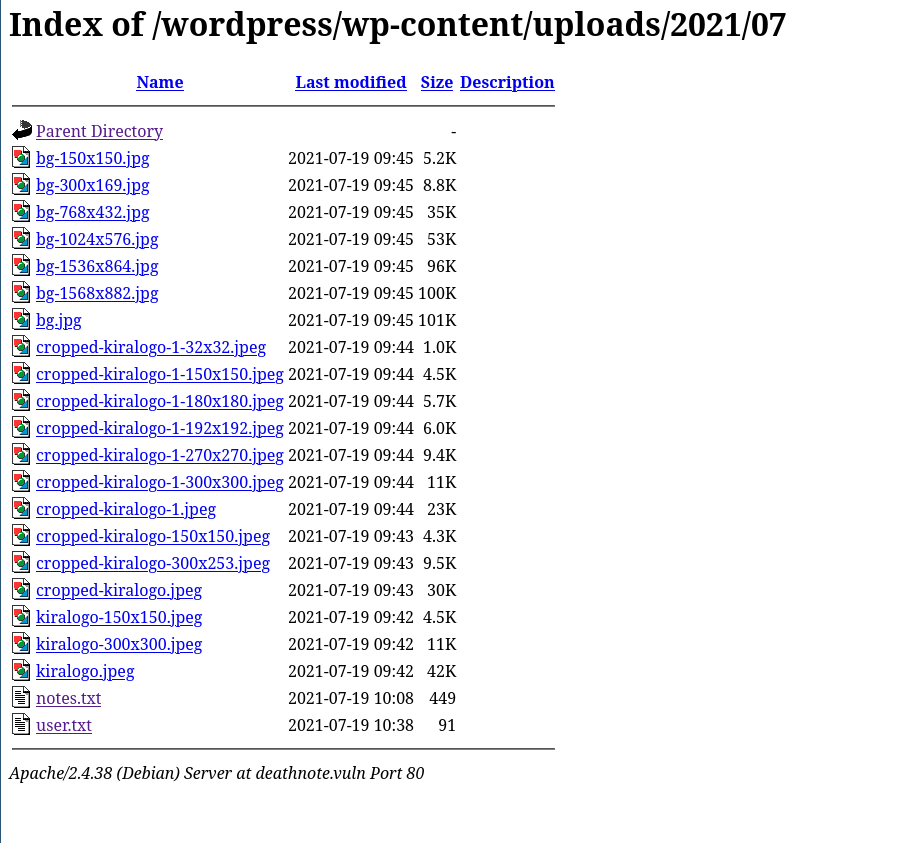 Index of /wordpress/wp-content/uploads/2021/07
Name Last modified Size Description
Parent Directory -
bg-150x150.jpg 2021-07-19 09:45 5.2K
bg-300x169.jpg 2021-07-19 09:45 8.8K
bg-768x432.jpg 2021-07-19 09:45 35K
bg-1024x576.jpg 2021-07-19 09:45 53K
bg-1536x864.jpg 2021-07-19 09:45 96K
bg-1568x882.jpg 2021-07-19 09:45 100K
bg.jpg 2021-07-19 09:45 101K
cropped-kiralogo-1-32x32.jpeg 2021-07-19 09:44 1.0K
cropped-kiralogo-1-150x150.jpeg 2021-07-19 09:44 4.5K
cropped-kiralogo-1-180x180.jpeg 2021-07-19 09:44 5.7K
cropped-kiralogo-1-192x192.jpeg 2021-07-19 09:44 6.0K
cropped-kiralogo-1-270x270.jpeg 2021-07-19 09:44 9.4K
cropped-kiralogo-1-300x300.jpeg 2021-07-19 09:44 11K
cropped-kiralogo-1.jpeg 2021-07-19 09:44 23K
cropped-kiralogo-150x150.jpeg 2021-07-19 09:43 4.3K
cropped-kiralogo-300x253.jpeg 2021-07-19 09:43 9.5K
cropped-kiralogo.jpeg 2021-07-19 09:43 30K
kiralogo-150x150.jpeg 2021-07-19 09:42 4.5K
kiralogo-300x300.jpeg 2021-07-19 09:42 11K
kiralogo.jpeg 2021-07-19 09:42 42K
notes.txt 2021-07-19 10:08 449
user.txt 2021-07-19 10:38 91
Apache/2.4.38 (Debian) Server at deathnote.vuln Port 80